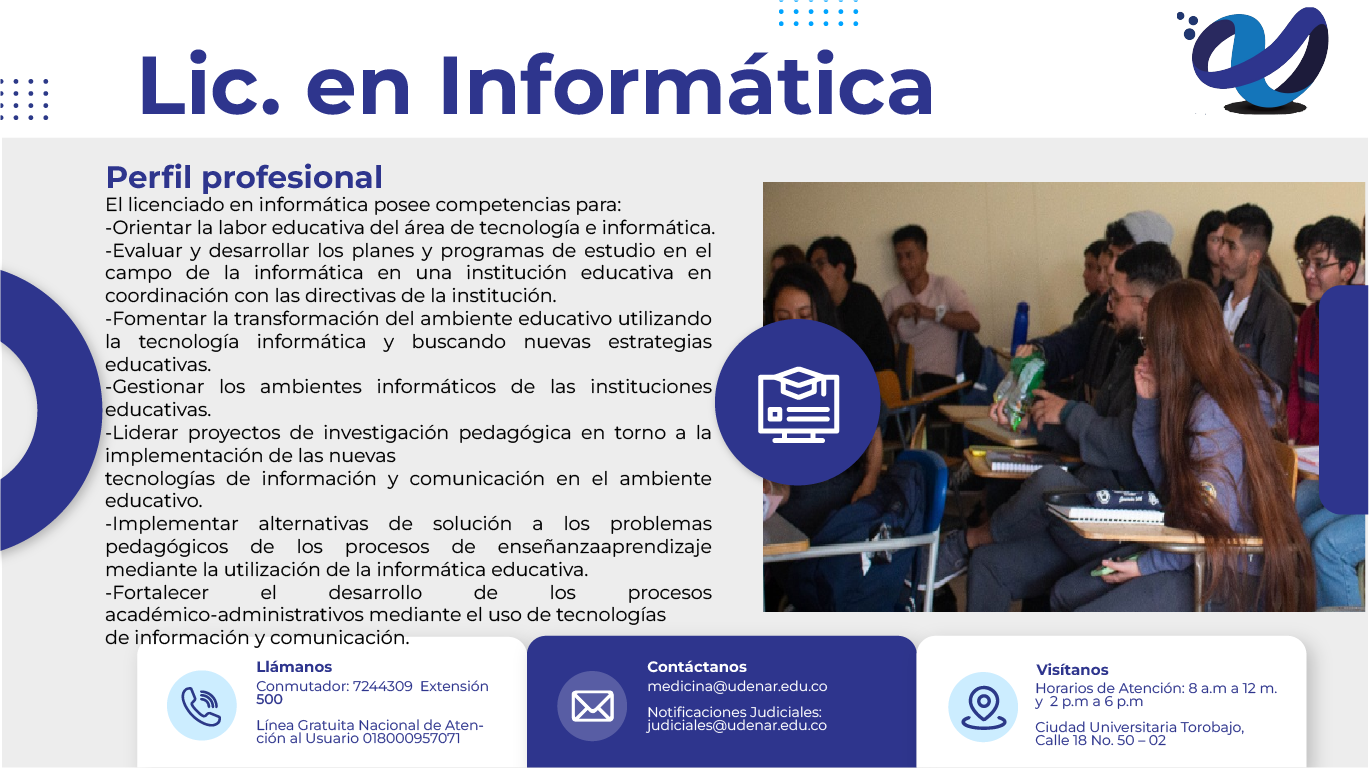 Lic. en Informática
Perfil profesional
El licenciado en informática posee competencias para:
-Orientar la labor educativa del área de tecnología e informática.
-Evaluar y desarrollar los planes y programas de estudio en el
campo de la informática en una institución educativa en
coordinación con las directivas de la institución.
-Fomentar la transformación del ambiente educativo utilizando
la tecnología informática y buscando nuevas estrategias
educativas.
-Gestionar los ambientes informáticos de las instituciones
educativas.
-Liderar proyectos de investigación pedagógica en torno a la
implementación de las nuevas
tecnologías de información y comunicación en el ambiente
educativo.
-Implementar alternativas de solución a los problemas
pedagógicos de los procesos de enseñanzaaprendizaje
mediante la utilización de la informática educativa.
-Fortalecer el desarrollo de los procesos
académico-administrativos mediante el uso de tecnologías
de información y comunicación.
Llámanos
Conmutador: 7244309 Extensión
500
Línea Gratuita Nacional de Aten-
ción al Usuario 018000957071
Contáctanos
medicina@udenar.edu.co
Notificaciones Judiciales:
judiciales@udenar.edu.co
Visítanos
Horarios de Atención: 8 a.m a 12 m.
y 2 p.m a 6 p.m
Ciudad Universitaria Torobajo,
Calle 18 No. 50 – 02